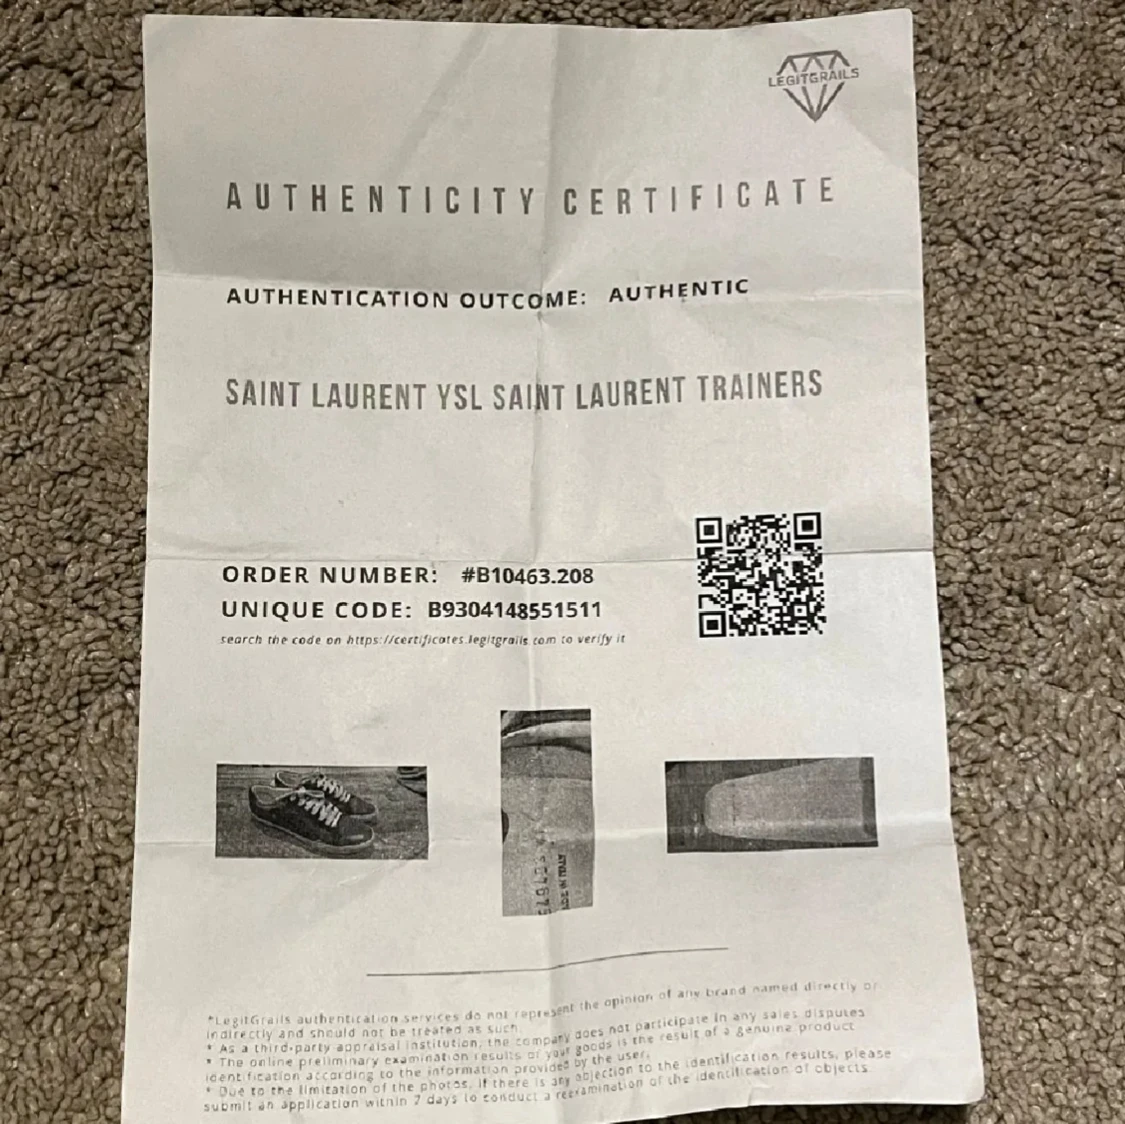 LEGITGRAILS
AUTHENTICITY CERTIFICATE
AUTHENTICATION OUTCOME: AUTHENTIC
SAINT LAURENT YSL SAINT LAURENT TRAINERS
ORDER NUMBER: #B10463.208
UNIQUE CODE: B9304148551511
search the code on https://certificates.legitgrails.com to verify it
*LegitGrails authentication services do not represent the opinion of any brand named directly or
indirectly and should not be treated as such.
* As a third-party appraisal institution, the company does not participate in any sales disputes
* The online preliminary examination results of your goods is the result of a genuine product
identification according to the information provided by the user.
* Due to the limitation of the photos, if there is any objection to the identification results, please
submit an application within 7 days to conduct a reexamination of the identification of objects.